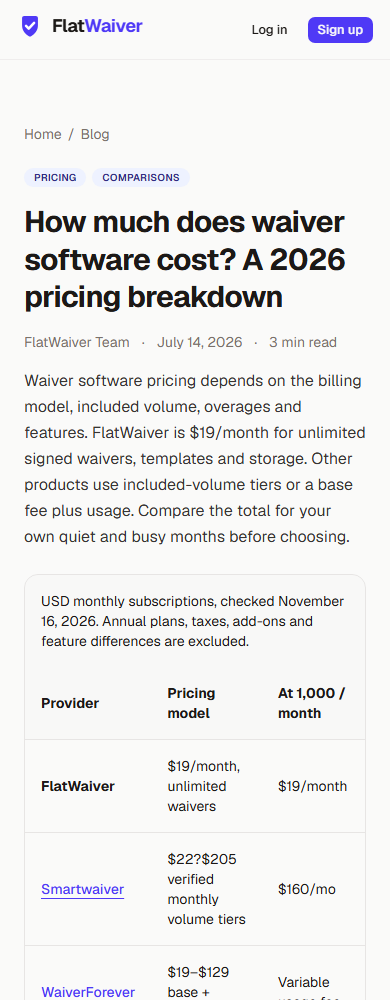 FlatWaiver
Log in
Sign up
Home / Blog
PRICING
COMPARISONS
How much does waiver
software cost? A 2026
pricing breakdown
FlatWaiver Team · July 14, 2026 · 3 min read
Waiver software pricing depends on the billing
model, included volume, overages and
features. FlatWaiver is $19/month for unlimited
signed waivers, templates and storage. Other
products use included-volume tiers or a base
fee plus usage. Compare the total for your
own quiet and busy months before choosing.
USD monthly subscriptions, checked November
16, 2026. Annual plans, taxes, add-ons and
feature differences are excluded.
Provider
Pricing
model
At 1,000 /
month
FlatWaiver
$19/month,
unlimited
waivers
$19/month
Smartwaiver
$22?$205
verified
monthly
volume tiers
$160/mo
WaiverForever
$19–$129
base +
Variable
usage fee